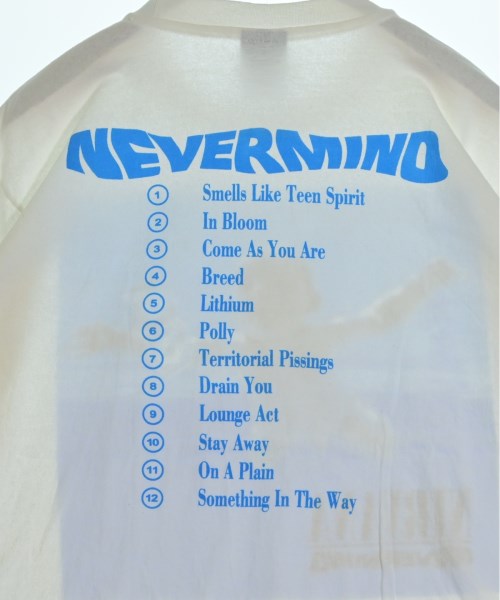 NEVERMIND
1 Smells Like Teen Spirit
2 In Bloom
3 Come As You Are
4 Breed
5 Lithium
6 Polly
7 Territorial Pissings
8 Drain You
9 Lounge Act
10 Stay Away
11 On A Plain
12 Something In The Way